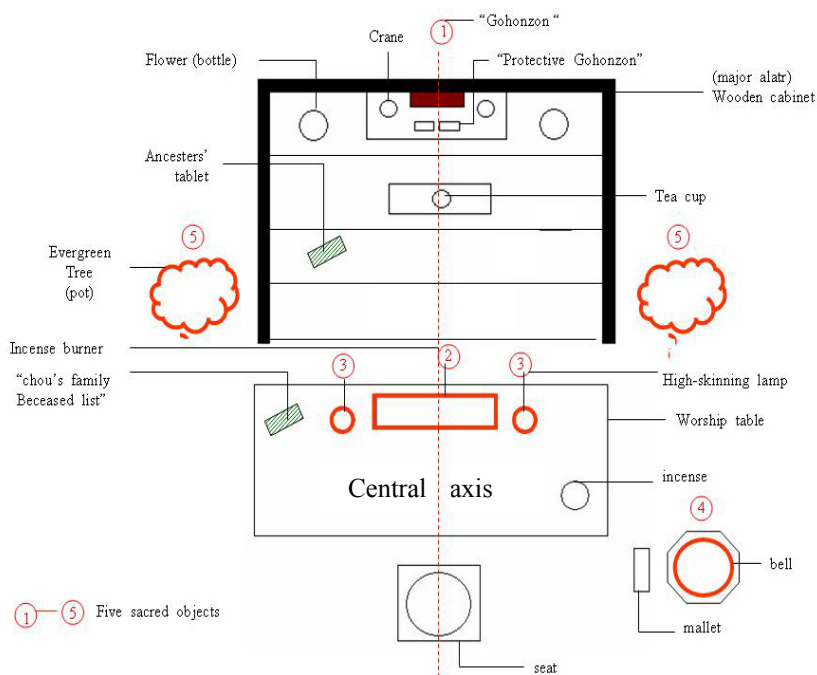 ① “Gohonzon “
Crane
Flower (bottle)
“Protective Gohonzon”
(major alatr)
Wooden cabinet
Ancesters’
tablet
Tea cup
⑤
⑤
Evergreen
Tree
(pot)
Incense burner
②
③
③
“chou’s family
Beceased list”
High-skinning lamp
Worship table
incense
Central axis
④
bell
mallet
①
⑤ Five sacred objects
seat